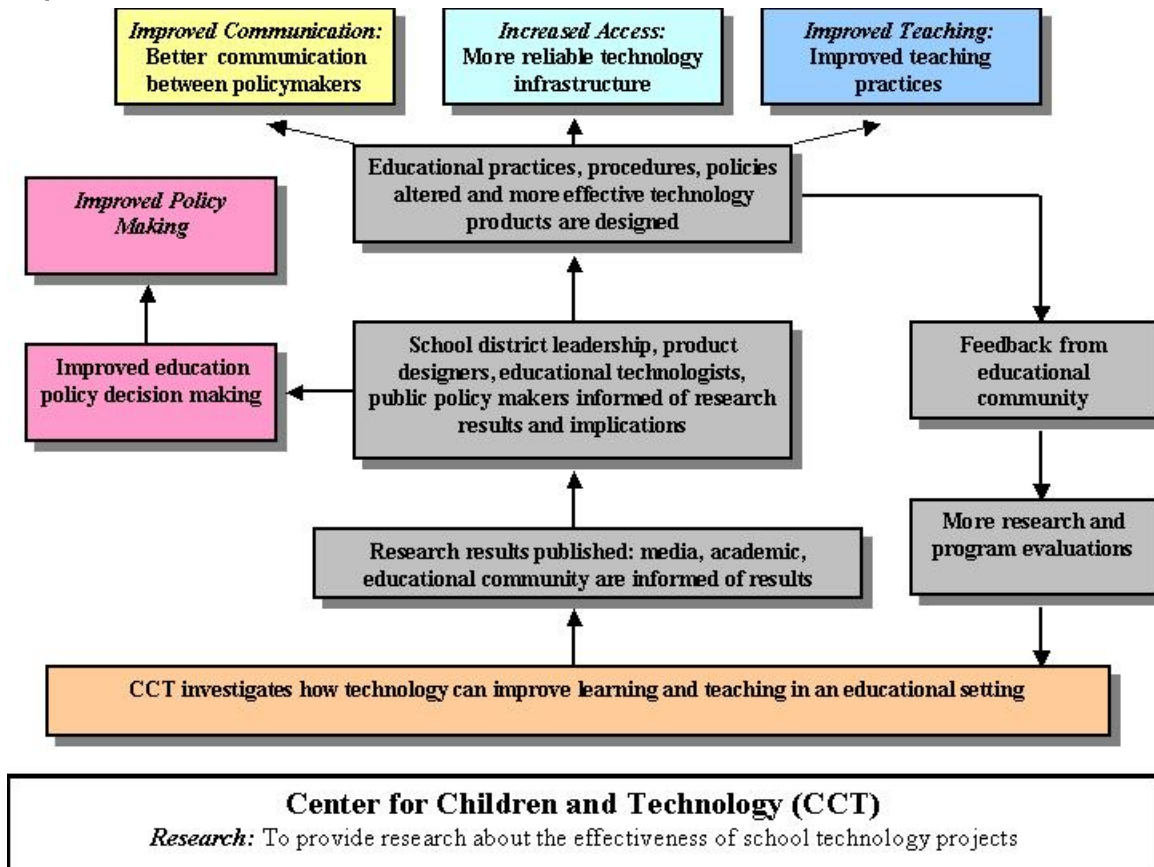 Improved Communication:
Better communication
between policymakers
Increased Access:
More reliable technology
infrastructure
Improved Teaching:
Improved teaching
practices
Educational practices, procedures, policies
altered and more effective technology
products are designed
Improved Policy
Making
School district leadership, product
designers, educational technologists,
public policy makers informed of research
results and implications
Improved education
policy decision making
Feedback from
educational
community
More research and
program evaluations
Research results published: media, academic,
educational community are informed of results
CCT investigates how technology can improve learning and teaching in an educational setting
Center for Children and Technology (CCT)
Research: To provide research about the effectiveness of school technology projects